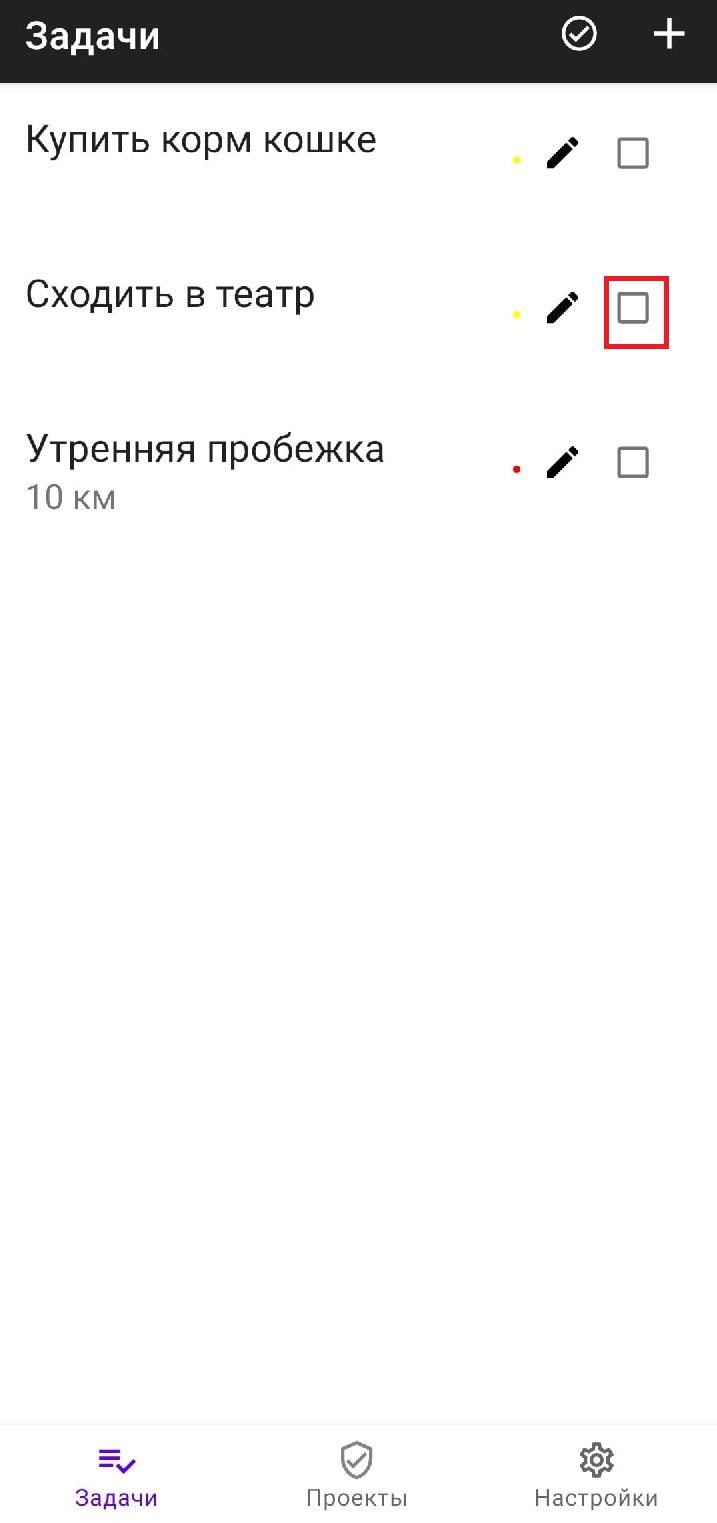 Задачи
Купить корм кошке
Сходить в театр
Утренняя пробежка
10 км
Задачи
Проекты
Настройки